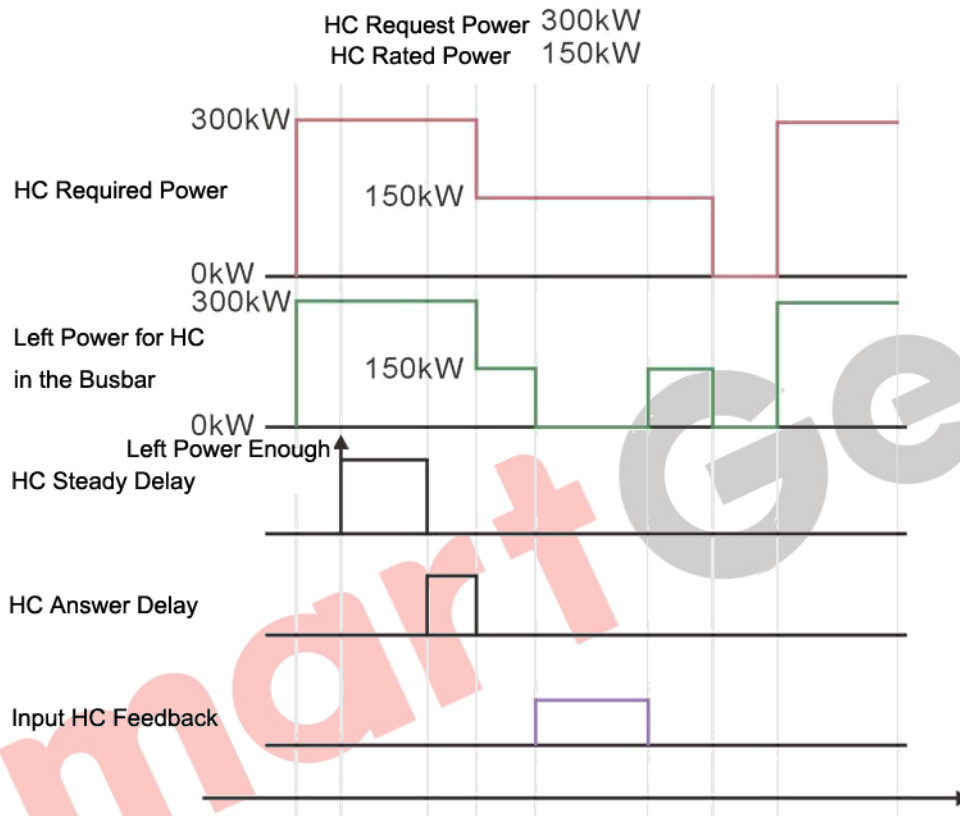 HC Request Power 300kW
HC Rated Power 150kW
300kW
HC Required Power
150kW
0kW
300kW
Left Power for HC
in the Busbar
150kW
0kW
Left Power Enough
HC Steady Delay
HC Answer Delay
Input HC Feedback
martGe